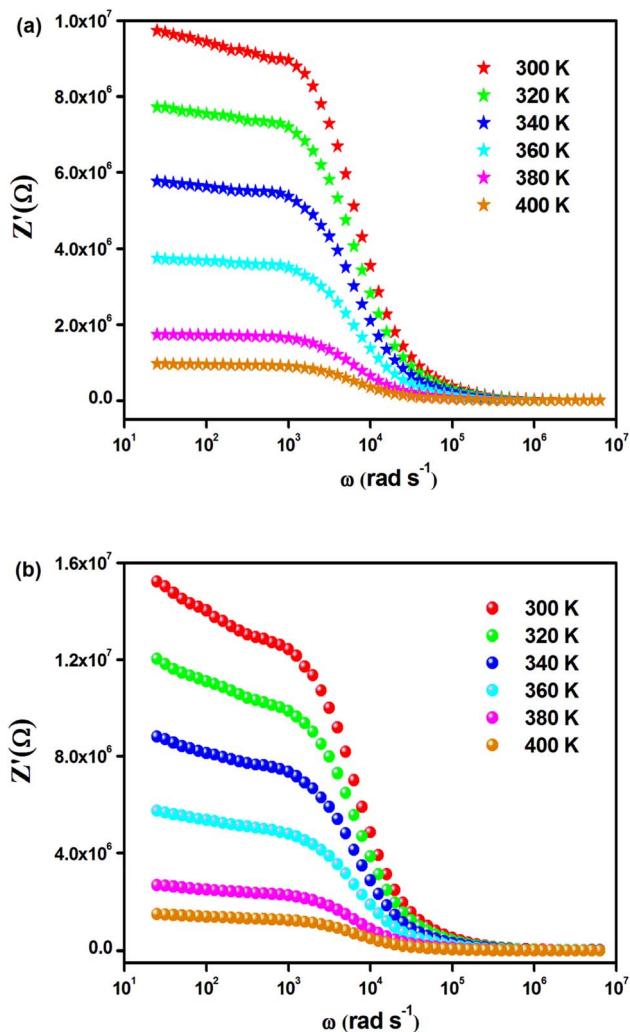 (a)
1.0x10⁷
8.0x10⁶
6.0x10⁶
4.0x10⁶
2.0x10⁶
0.0
Z'(Ω)
300 K
320 K
340 K
360 K
380 K
400 K
10¹ 10² 10³ 10⁴ 10⁵ 10⁶ 10⁷
ω (rad s⁻¹)
(b)
1.6x10⁷
1.2x10⁷
8.0x10⁶
4.0x10⁶
0.0
Z'(Ω)
300 K
320 K
340 K
360 K
380 K
400 K
10¹ 10² 10³ 10⁴ 10⁵ 10⁶ 10⁷
ω (rad s⁻¹)